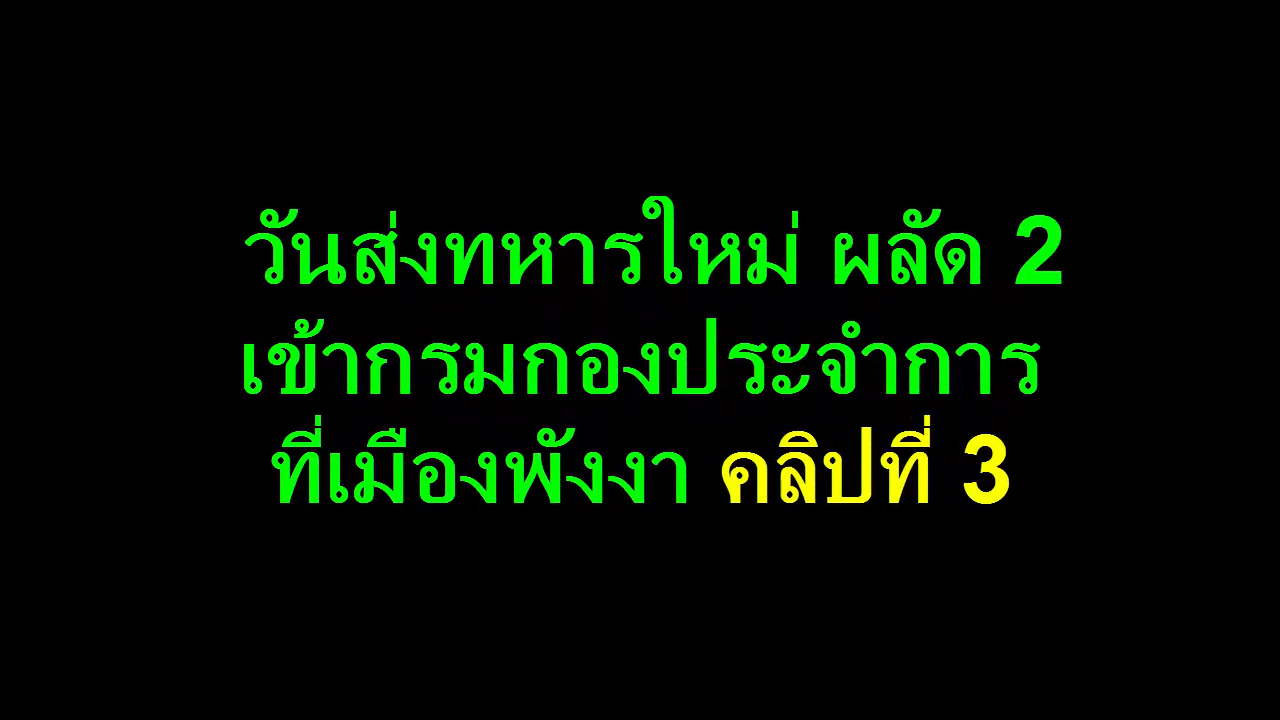 วันส่งทหารใหม่ ผลัด 2
เข้ากรมกองประจำการ
ที่เมืองพังงา คลิปที่ 3